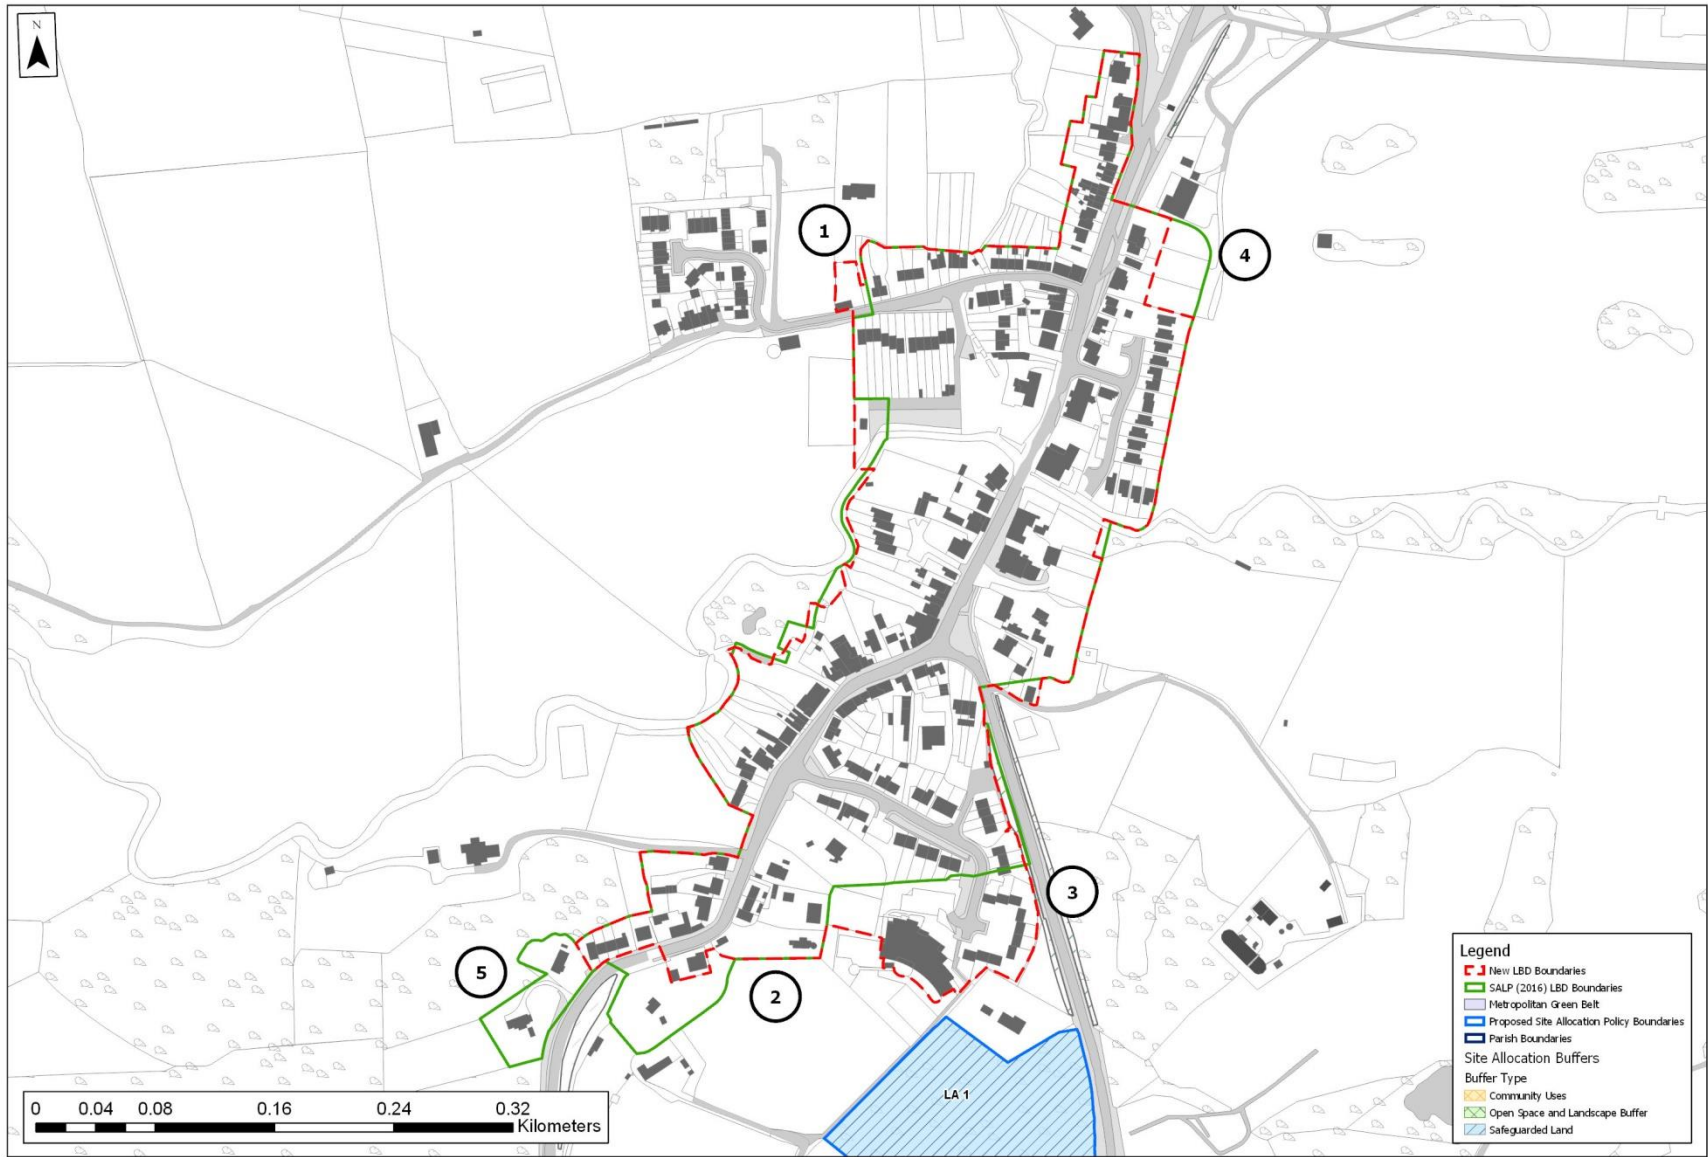 N
1
4
3
2
5
LA 1
0 0.04 0.08 0.16 0.24 0.32
Kilometers
Legend
New LBD Boundaries
SALP (2016) LBD Boundaries
Metropolitan Green Belt
Proposed Site Allocation Policy Boundaries
Parish Boundaries
Site Allocation Buffers
Buffer Type
Community Uses
Open Space and Landscape Buffer
Safeguarded Land